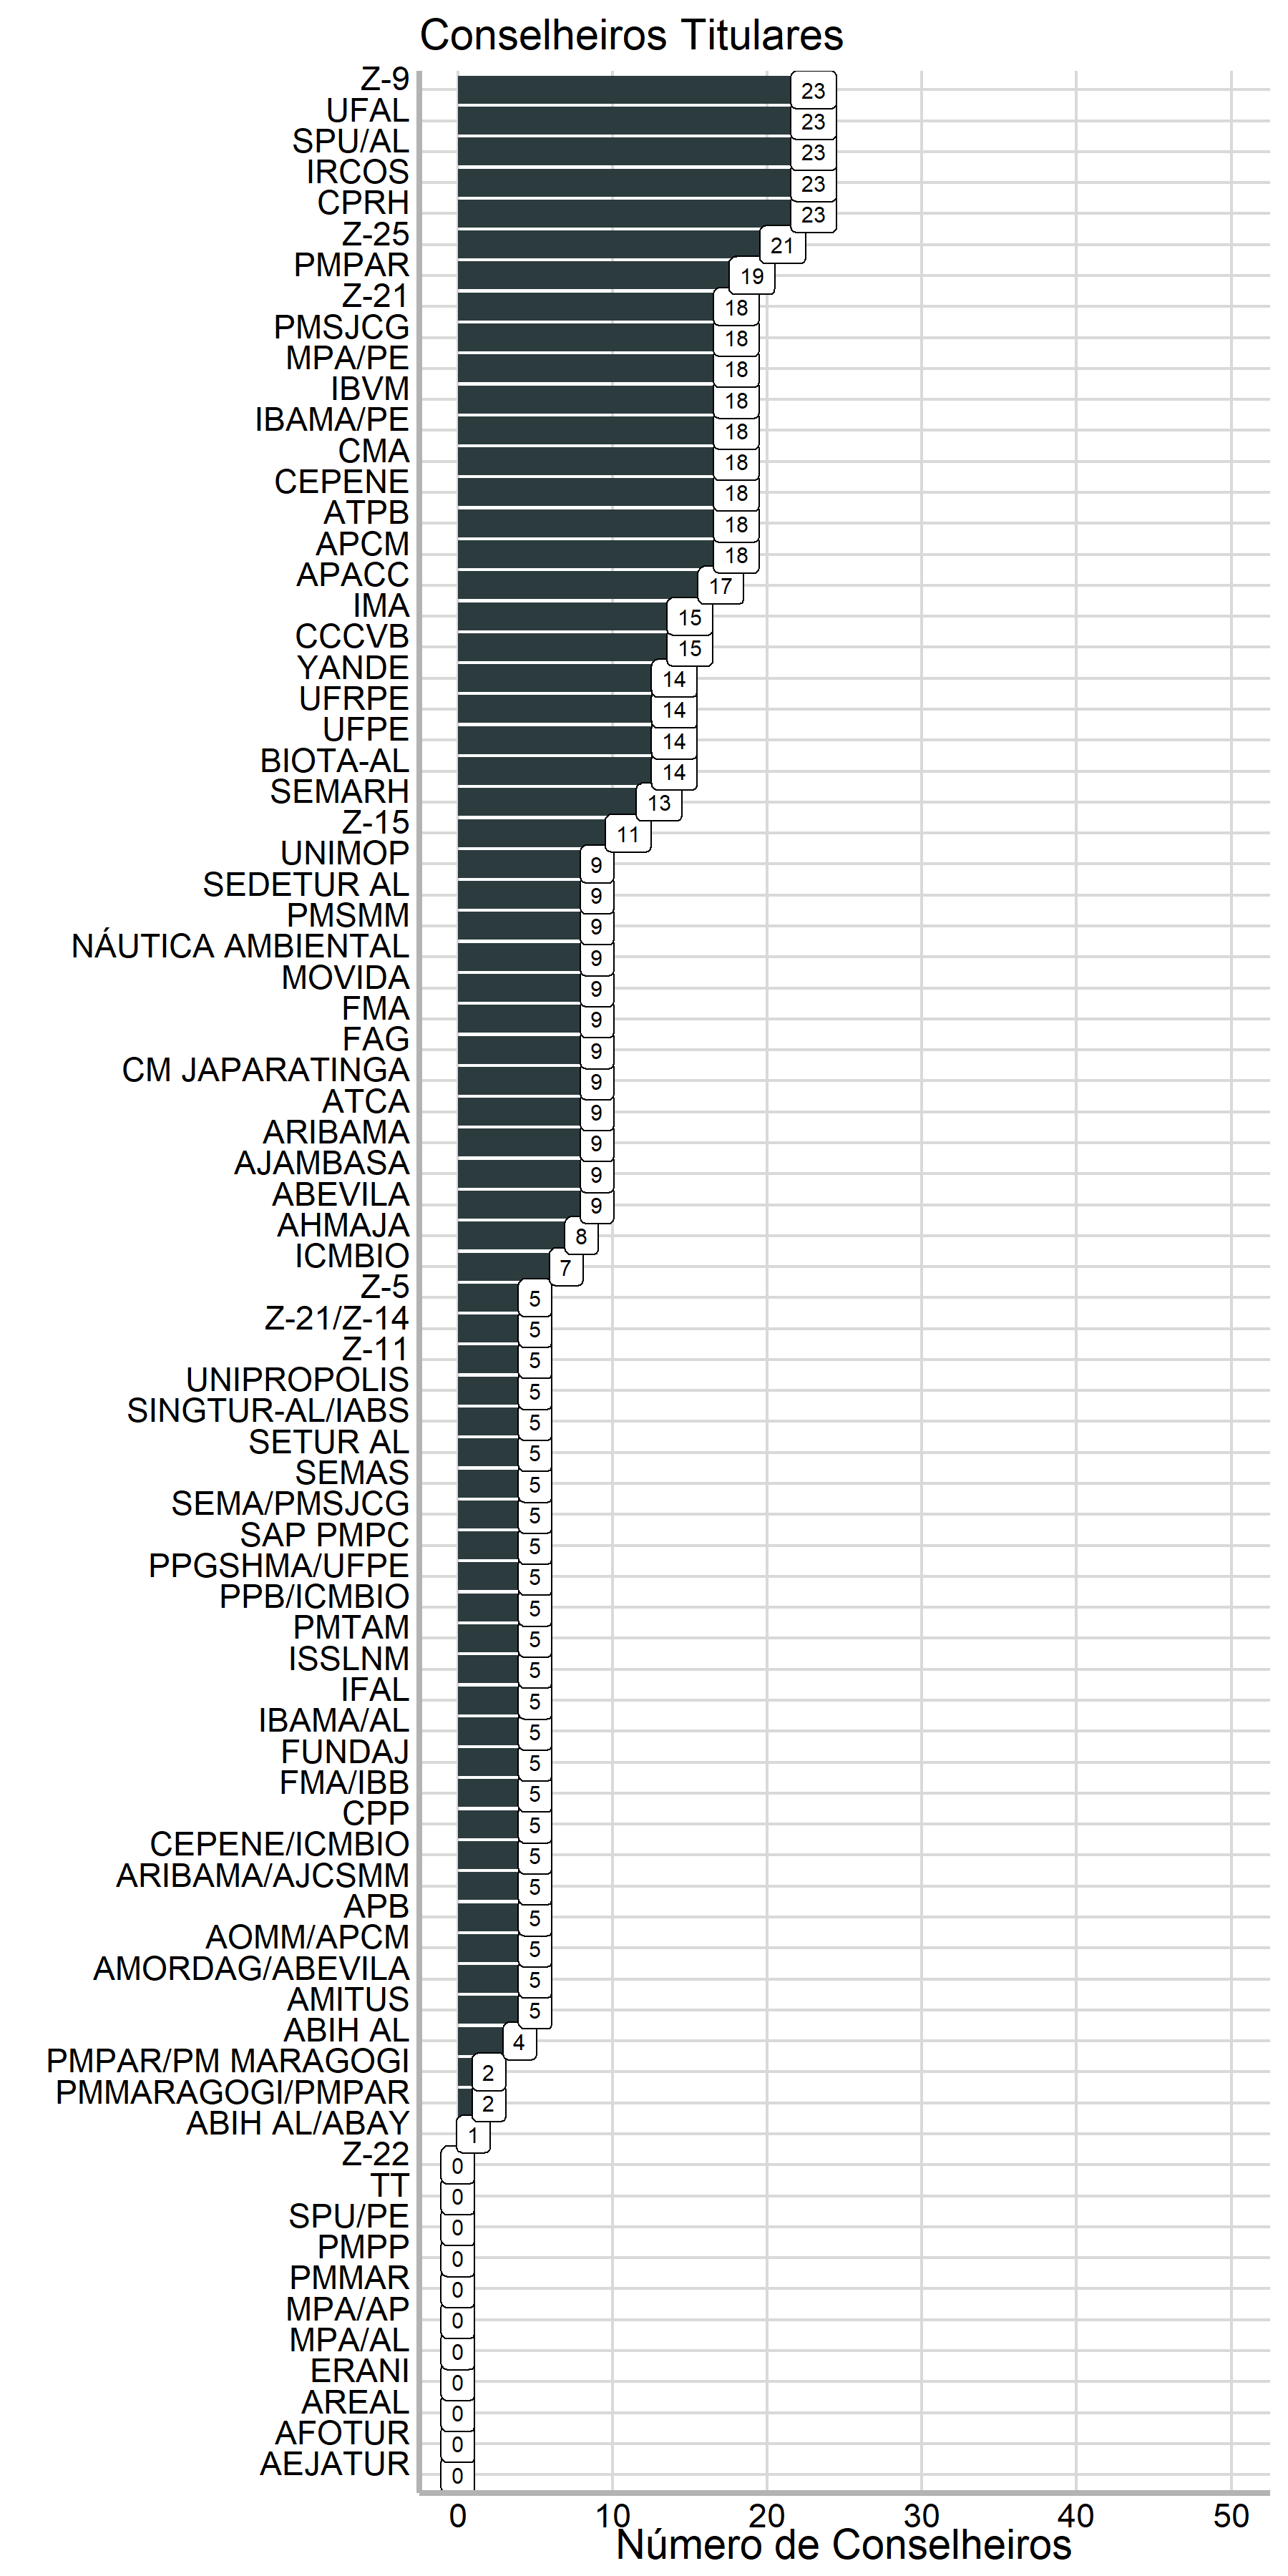 Conselheiros Titulares
Z-9 23
UFAL 23
SPU/AL 23
IRCOS 23
CPRH 23
Z-25 21
PMPAR 19
Z-21 18
PMSJCG 18
MPA/PE 18
IBVM 18
IBAMA/PE 18
CMA 18
CEPENE 18
ATPB 18
APCM 18
APACC 17
IMA 15
CCCVB 15
YANDE 14
UFRPE 14
UFPE 14
BIOTA-AL 14
SEMARH 13
Z-15 11
UNIMOP 9
SEDETUR AL 9
PMSMM 9
NÁUTICA AMBIENTAL 9
MOVIDA 9
FMA 9
FAG 9
CM JAPARATINGA 9
ATCA 9
ARIBAMA 9
AJAMBASA 9
ABEVILA 9
AHMAJA 8
ICMBIO 7
Z-5 5
Z-21/Z-14 5
Z-11 5
UNIPROPOLIS 5
SINGTUR-AL/IABS 5
SETUR AL 5
SEMAS 5
SEMA/PMSJCG 5
SAP PMPC 5
PPGSHMA/UFPE 5
PPB/ICMBIO 5
PMTAM 5
ISSLNM 5
IFAL 5
IBAMA/AL 5
FUNDAJ 5
FMA/IBB 5
CPP 5
CEPENE/ICMBIO 5
ARIBAMA/AJCSMM 5
APB 5
AOMM/APCM 5
AMORDAG/ABEVILA 5
AMITUS 5
ABIH AL 4
PMPAR/PM MARAGOGI 2
PMMARAGOGI/PMPAR 2
ABIH AL/ABAY 1
Z-22 0
TT 0
SPU/PE 0
PMPP 0
PMMAR 0
MPA/AP 0
MPA/AL 0
ERANI 0
AREAL 0
AFOTUR 0
AEJATUR 0
0 10 20 30 40 50
Número de Conselheiros